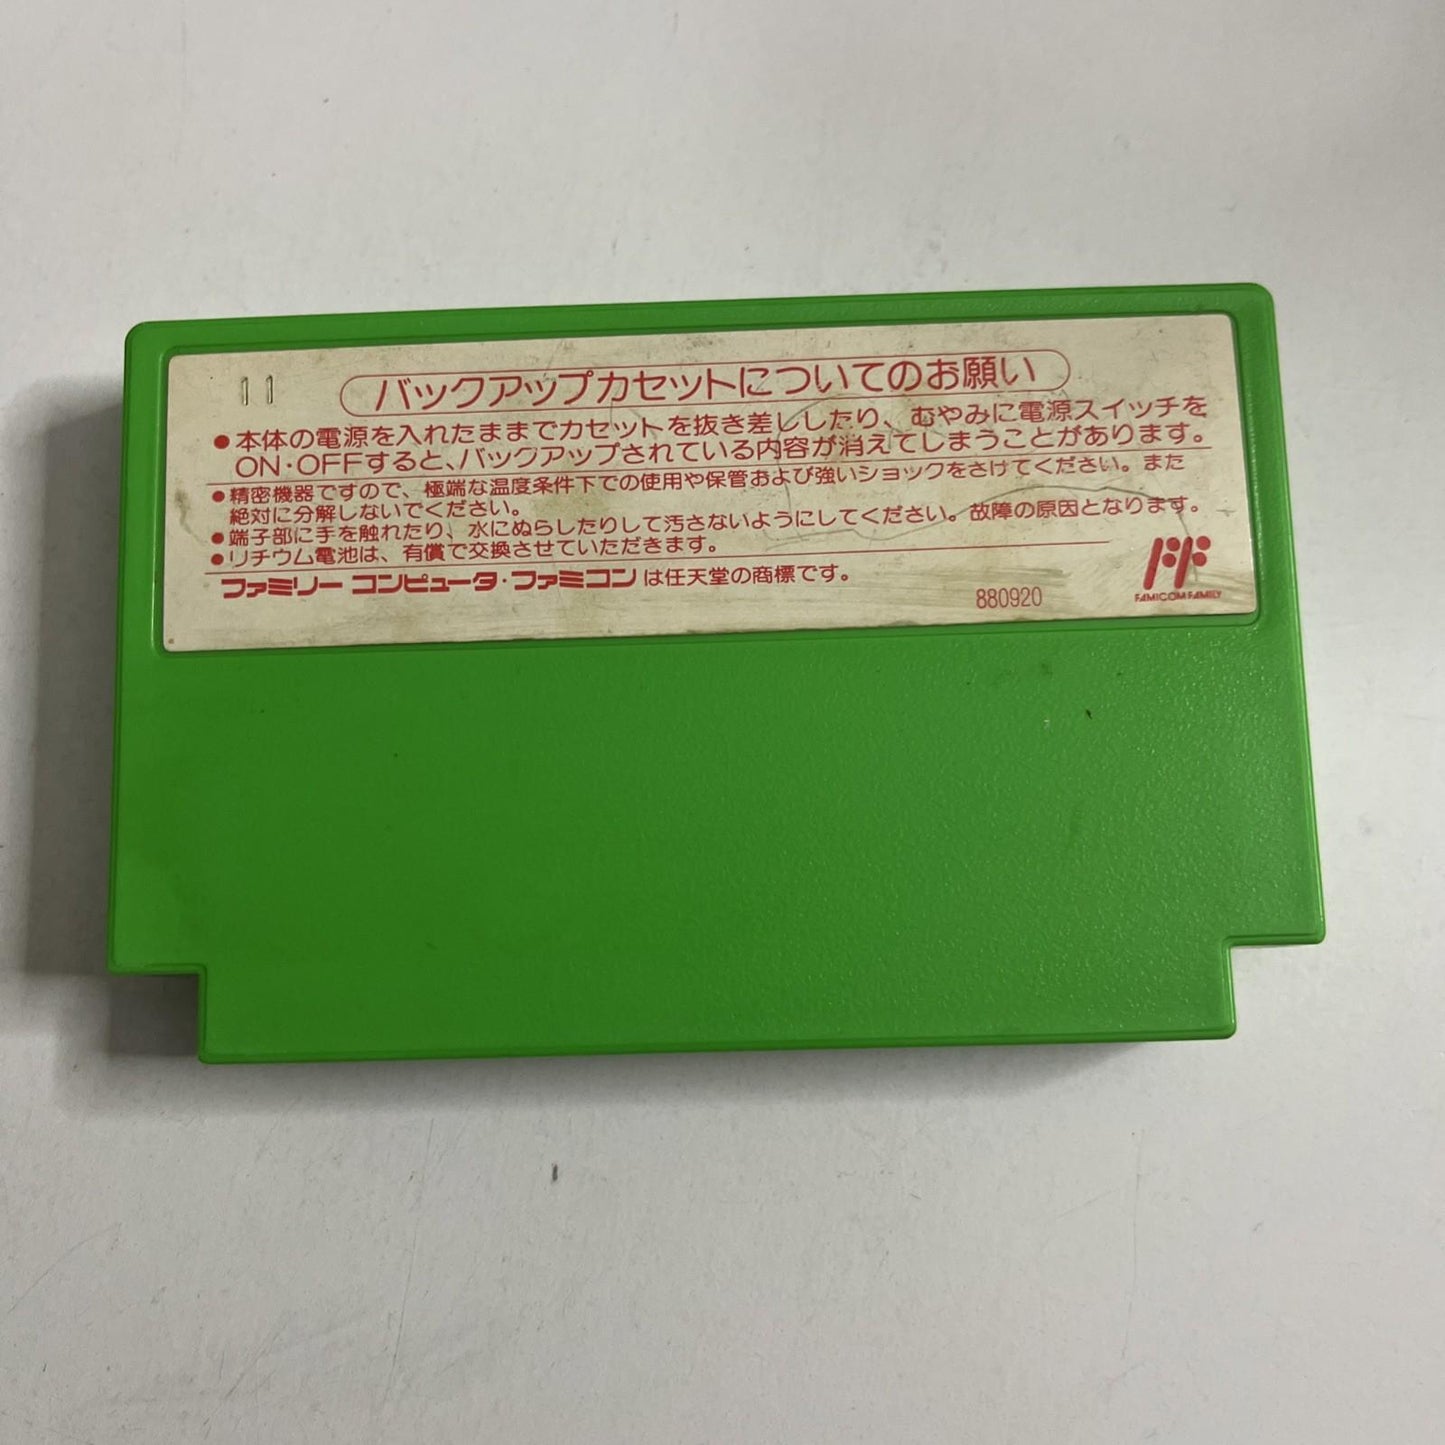 11
バックアップカセットについてのお願い
●本体の電源を入れたままでカセットを抜き差ししたり、むやみに電源スイッチを
ON・OFFすると、バックアップされている内容が消えてしまうことがあります。
●精密機器ですので、極端な温度条件下での使用や保管および強いショックをさけてください。また
絶対に分解しないでください。
●端子部に手を触れたり、水にぬらしたりして汚さないようにしてください。故障の原因となります。
●リチウム電池は、有償で交換させていただきます。
ファミリーコンピュータ・ファミコンは任天堂の商標です。
880920
FAMICOM FAMILY